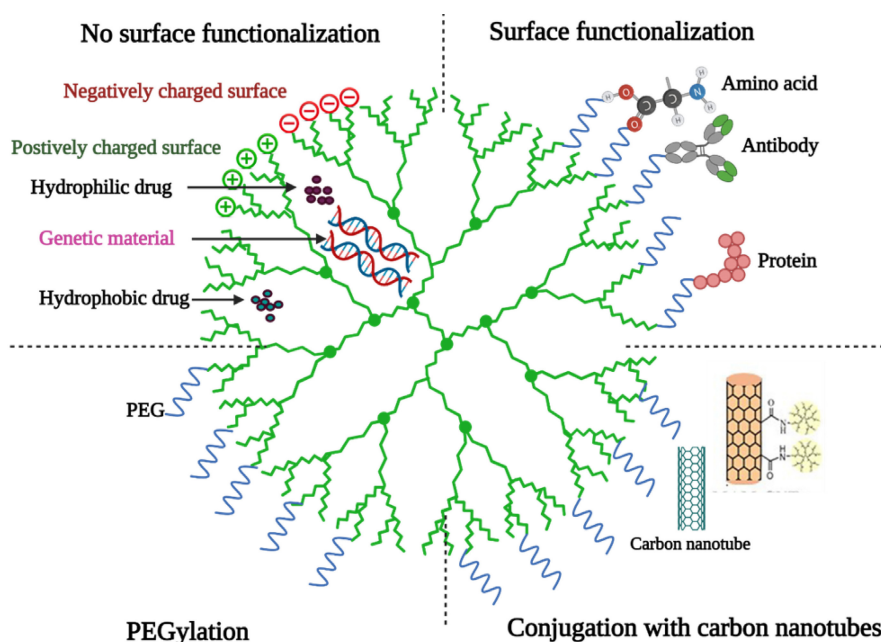 No surface functionalization
Surface functionalization
Negatively charged surface
Postively charged surface
Hydrophilic drug
Genetic material
Hydrophobic drug
Amino acid
H
O
C
C
N
H
H
O
H
Antibody
Protein
PEG
O
N
H
H
N
O
Carbon nanotube
PEGylation
Conjugation with carbon nanotubes